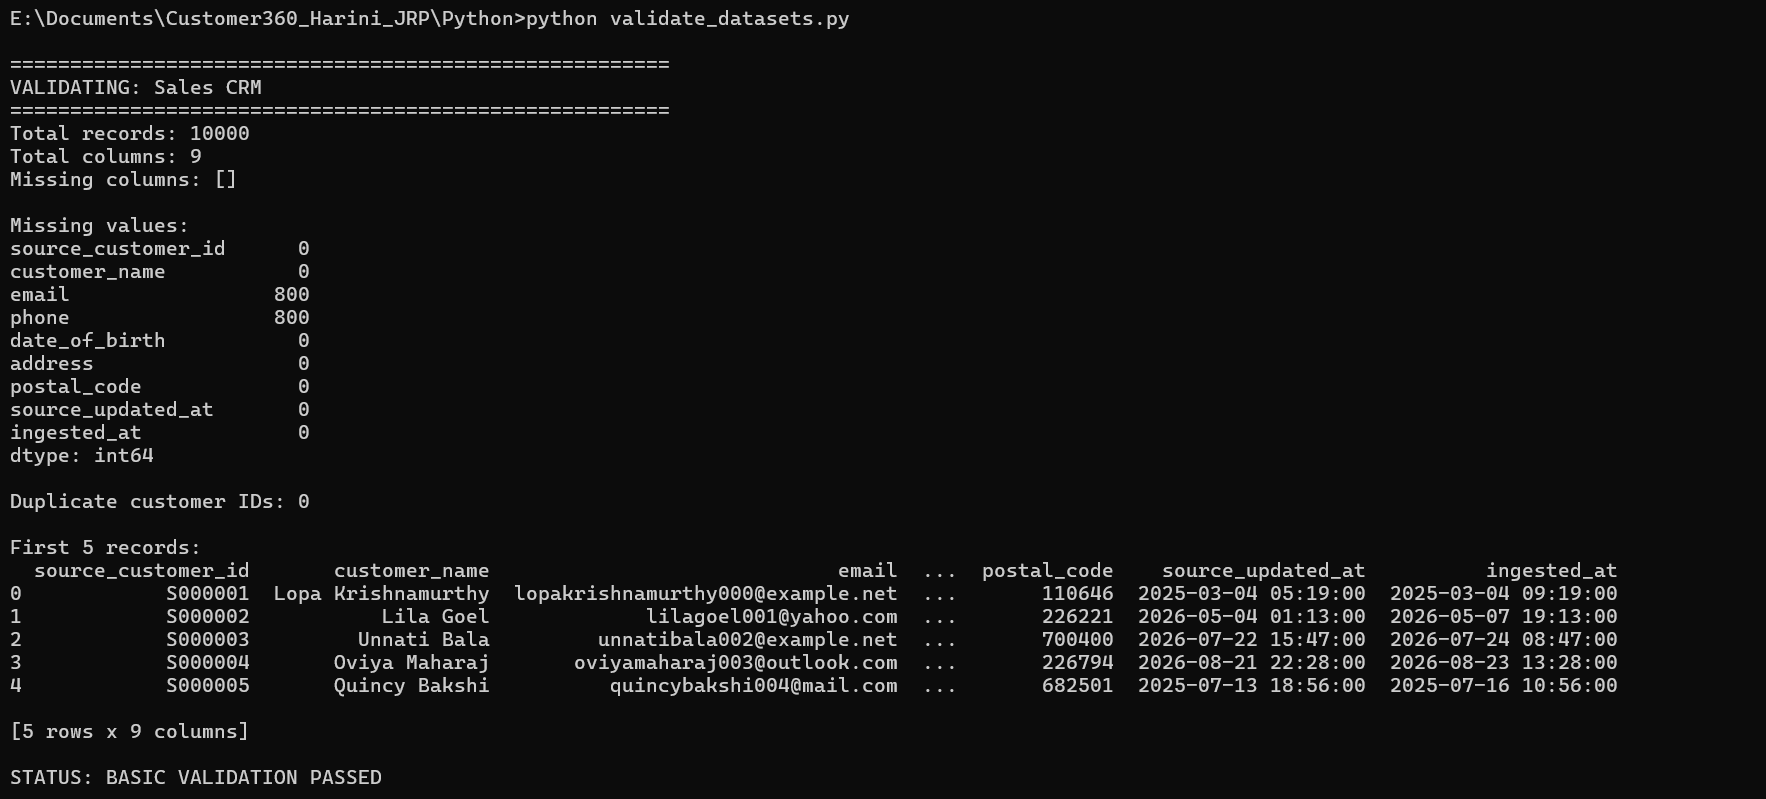 E:\Documents\Customer360_Harini_JRP\Python>python validate_datasets.py
=======================================================
VALIDATING: Sales CRM
=======================================================
Total records: 10000
Total columns: 9
Missing columns: []
Missing values:
source_customer_id      0
customer_name           0
email                 800
phone                 800
date_of_birth           0
address                 0
postal_code             0
source_updated_at       0
ingested_at             0
dtype: int64
Duplicate customer IDs: 0
First 5 records:
  source_customer_id       customer_name                             email  ...  postal_code    source_updated_at          ingested_at
0            S000001  Lopa Krishnamurthy  lopakrishnamurthy000@example.net  ...       110646  2025-03-04 05:19:00  2025-03-04 09:19:00
1            S000002           Lila Goel             lilagoel001@yahoo.com  ...       226221  2026-05-04 01:13:00  2026-05-07 19:13:00
2            S000003         Unnati Bala         unnatibala002@example.net  ...       700400  2026-07-22 15:47:00  2026-07-24 08:47:00
3            S000004       Oviya Maharaj       oviyamaharaj003@outlook.com  ...       226794  2026-08-21 22:28:00  2026-08-23 13:28:00
4            S000005       Quincy Bakshi          quincybakshi004@mail.com  ...       682501  2025-07-13 18:56:00  2025-07-16 10:56:00
[5 rows x 9 columns]
STATUS: BASIC VALIDATION PASSED